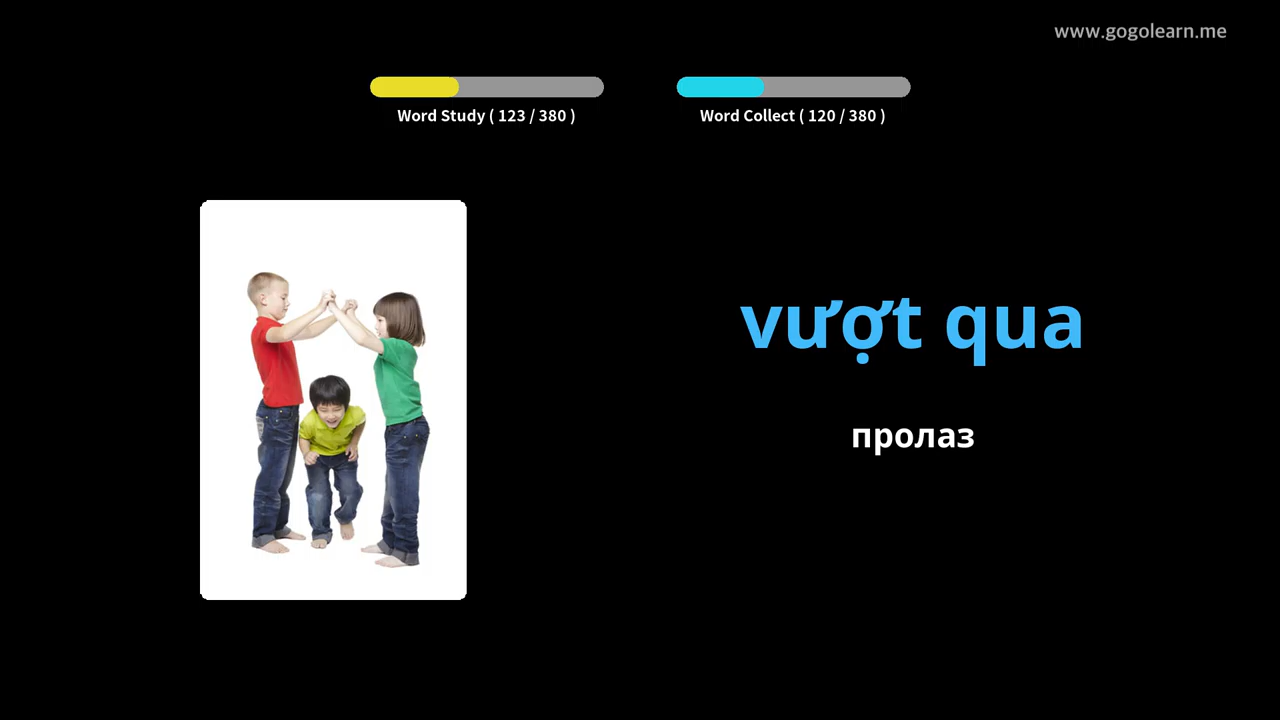 www.gogolearn.me
Word Study ( 123 / 380 )
Word Collect ( 120 / 380 )
vượt qua
пролаз